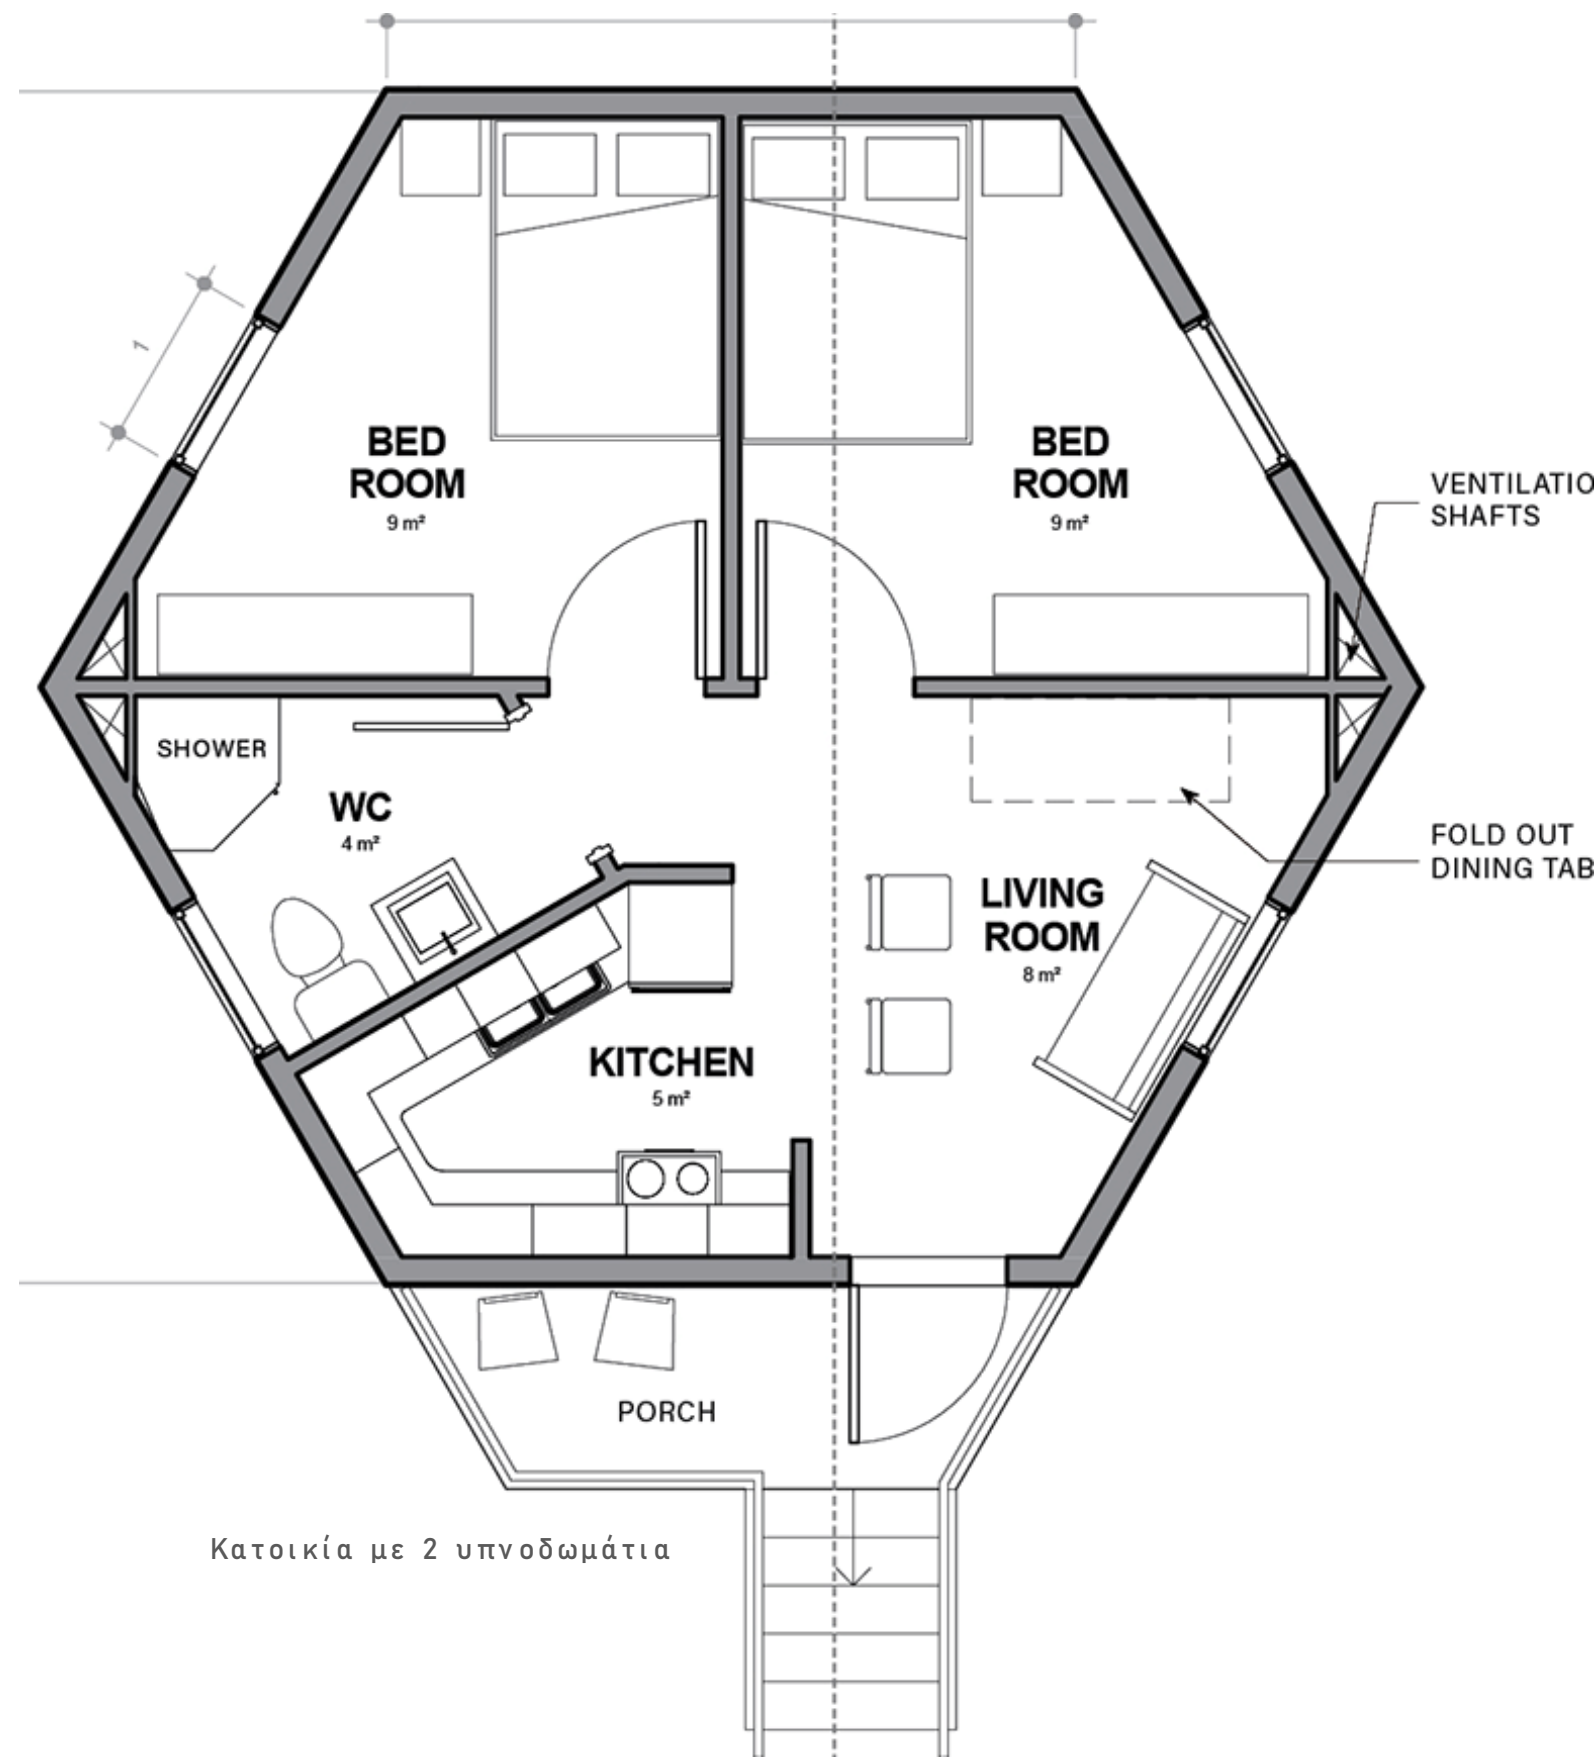 1
BED
ROOM
9 m²
BED
ROOM
9 m²
VENTILATIO
SHAFTS
SHOWER
WC
4 m²
FOLD OUT
DINING TAB
LIVING
ROOM
8 m²
KITCHEN
5 m²
PORCH
Κατοικία με 2 υπνοδωμάτια